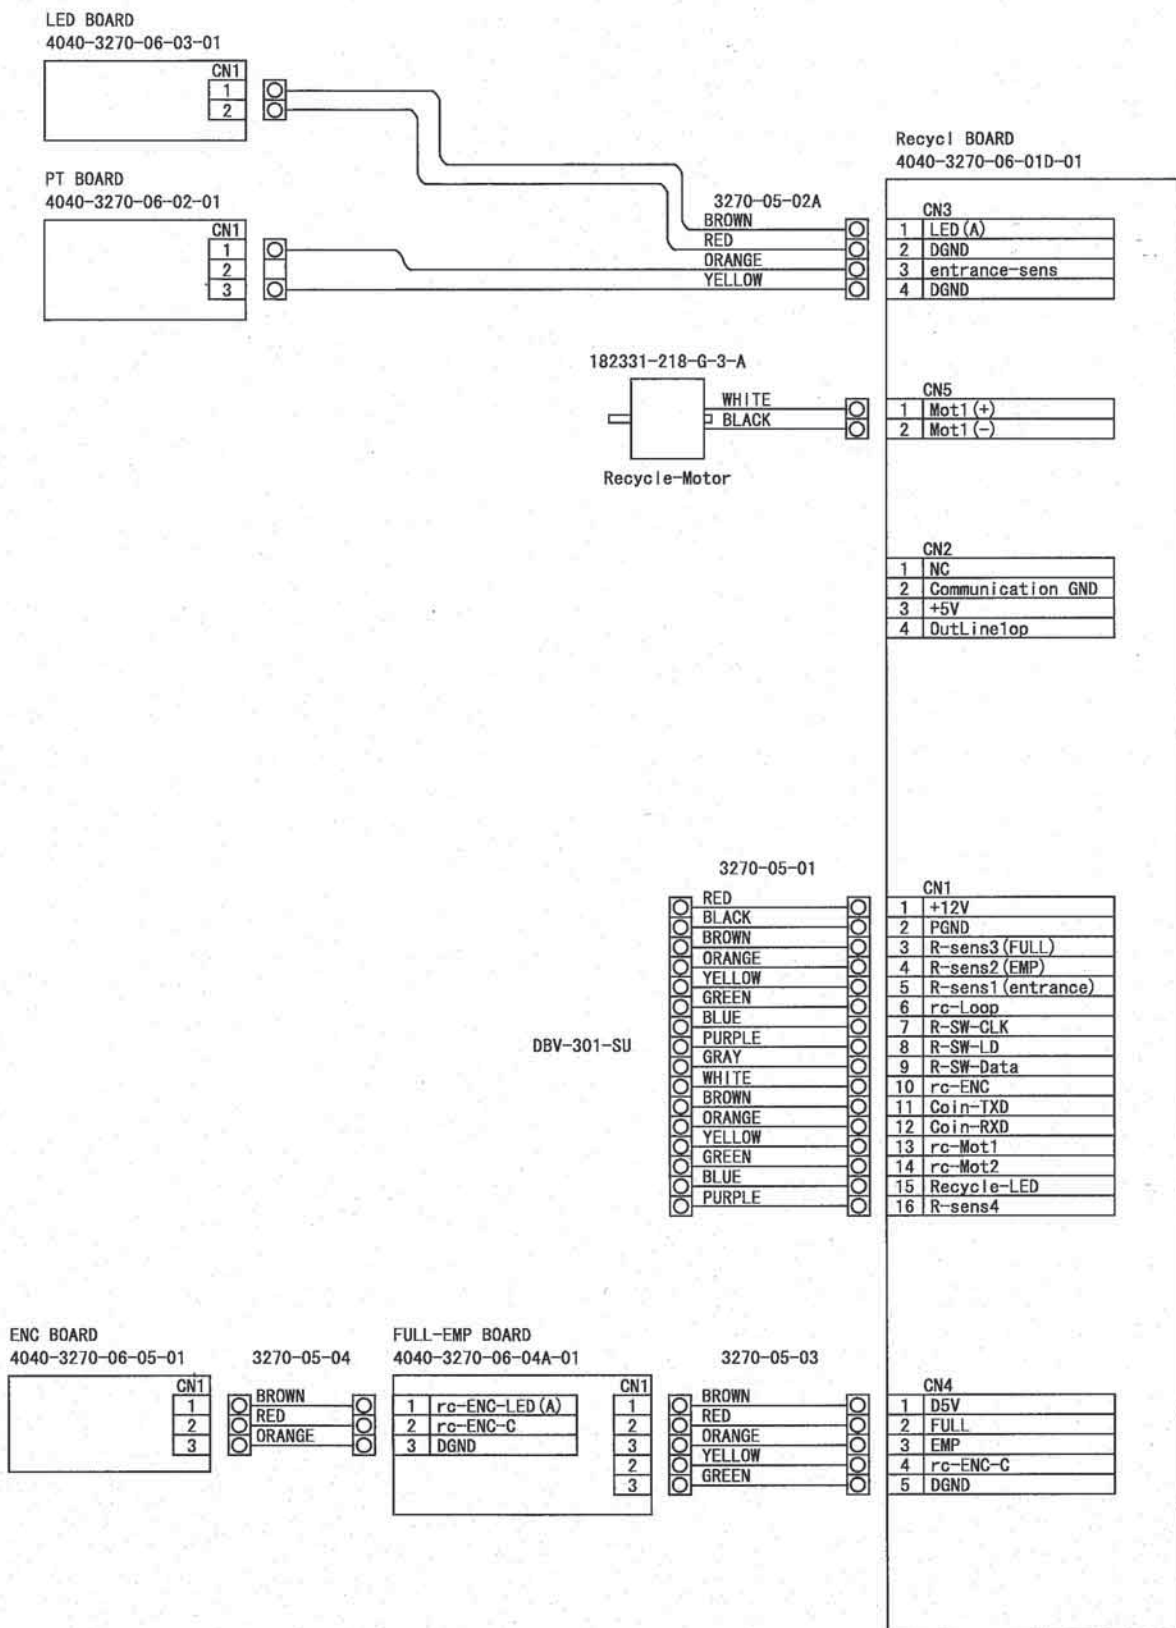 LED BOARD
4040-3270-06-03-01
CN1
1
2
PT BOARD
4040-3270-06-02-01
CN1
1
2
3
Recycl BOARD
4040-3270-06-01D-01
3270-05-02A
BROWN
RED
ORANGE
YELLOW
CN3
1 LED(A)
2 DGND
3 entrance-sens
4 DGND
182331-218-G-3-A
WHITE
BLACK
Recycle-Motor
CN5
1 Mot1(+)
2 Mot1(-)
CN2
1 NC
2 Communication GND
3 +5V
4 OutLine1op
3270-05-01
DBV-301-SU
RED
BLACK
BROWN
ORANGE
YELLOW
GREEN
BLUE
PURPLE
GRAY
WHITE
BROWN
ORANGE
YELLOW
GREEN
BLUE
PURPLE
CN1
1 +12V
2 PGND
3 R-sens3(FULL)
4 R-sens2(EMP)
5 R-sens1(entrance)
6 rc-Loop
7 R-SW-CLK
8 R-SW-LD
9 R-SW-Data
10 rc-ENC
11 Coin-TXD
12 Coin-RXD
13 rc-Mot1
14 rc-Mot2
15 Recycle-LED
16 R-sens4
ENC BOARD
4040-3270-06-05-01
CN1
1
2
3
3270-05-04
BROWN
RED
ORANGE
FULL-EMP BOARD
4040-3270-06-04A-01
1 rc-ENC-LED(A)
2 rc-ENC-C
3 DGND
CN1
1
2
3
2
3
3270-05-03
BROWN
RED
ORANGE
YELLOW
GREEN
CN4
1 D5V
2 FULL
3 EMP
4 rc-ENC-C
5 DGND